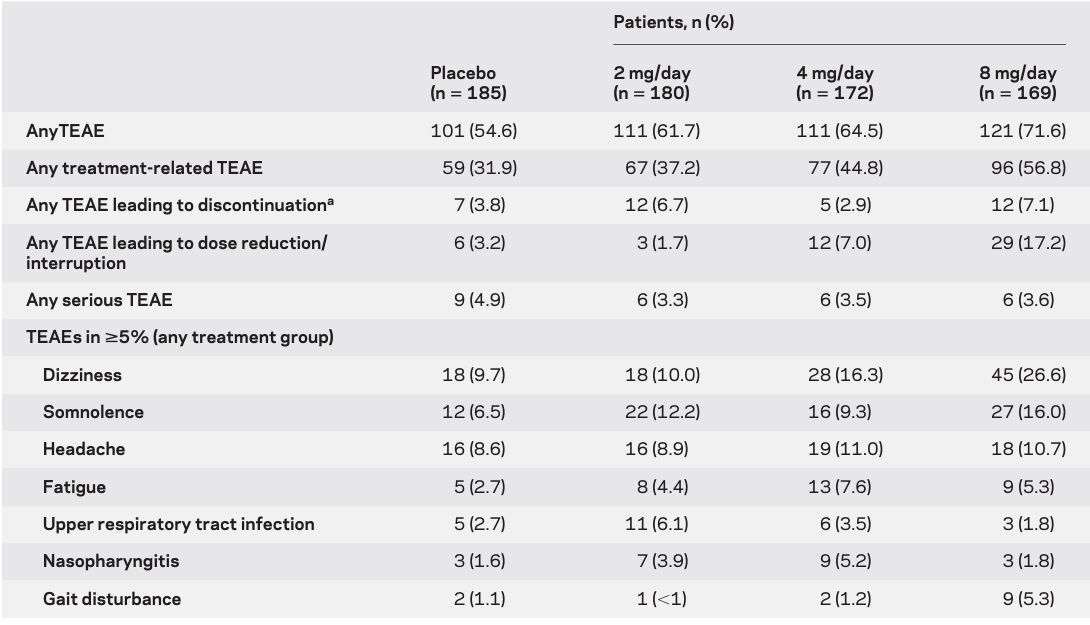 Patients, n (%)
Placebo 2 mg/day 4 mg/day 8 mg/day
(n = 185) (n = 180) (n = 172) (n = 169)
AnyTEAE 101 (54.6) 111 (61.7) 111 (64.5) 121 (71.6)
Any treatment-related TEAE 59 (31.9) 67 (37.2) 77 (44.8) 96 (56.8)
Any TEAE leading to discontinuationᵃ 7 (3.8) 12 (6.7) 5 (2.9) 12 (7.1)
Any TEAE leading to dose reduction/ 6 (3.2) 3 (1.7) 12 (7.0) 29 (17.2)
interruption
Any serious TEAE 9 (4.9) 6 (3.3) 6 (3.5) 6 (3.6)
TEAEs in ≥5% (any treatment group)
Dizziness 18 (9.7) 18 (10.0) 28 (16.3) 45 (26.6)
Somnolence 12 (6.5) 22 (12.2) 16 (9.3) 27 (16.0)
Headache 16 (8.6) 16 (8.9) 19 (11.0) 18 (10.7)
Fatigue 5 (2.7) 8 (4.4) 13 (7.6) 9 (5.3)
Upper respiratory tract infection 5 (2.7) 11 (6.1) 6 (3.5) 3 (1.8)
Nasopharyngitis 3 (1.6) 7 (3.9) 9 (5.2) 3 (1.8)
Gait disturbance 2 (1.1) 1 (<1) 2 (1.2) 9 (5.3)